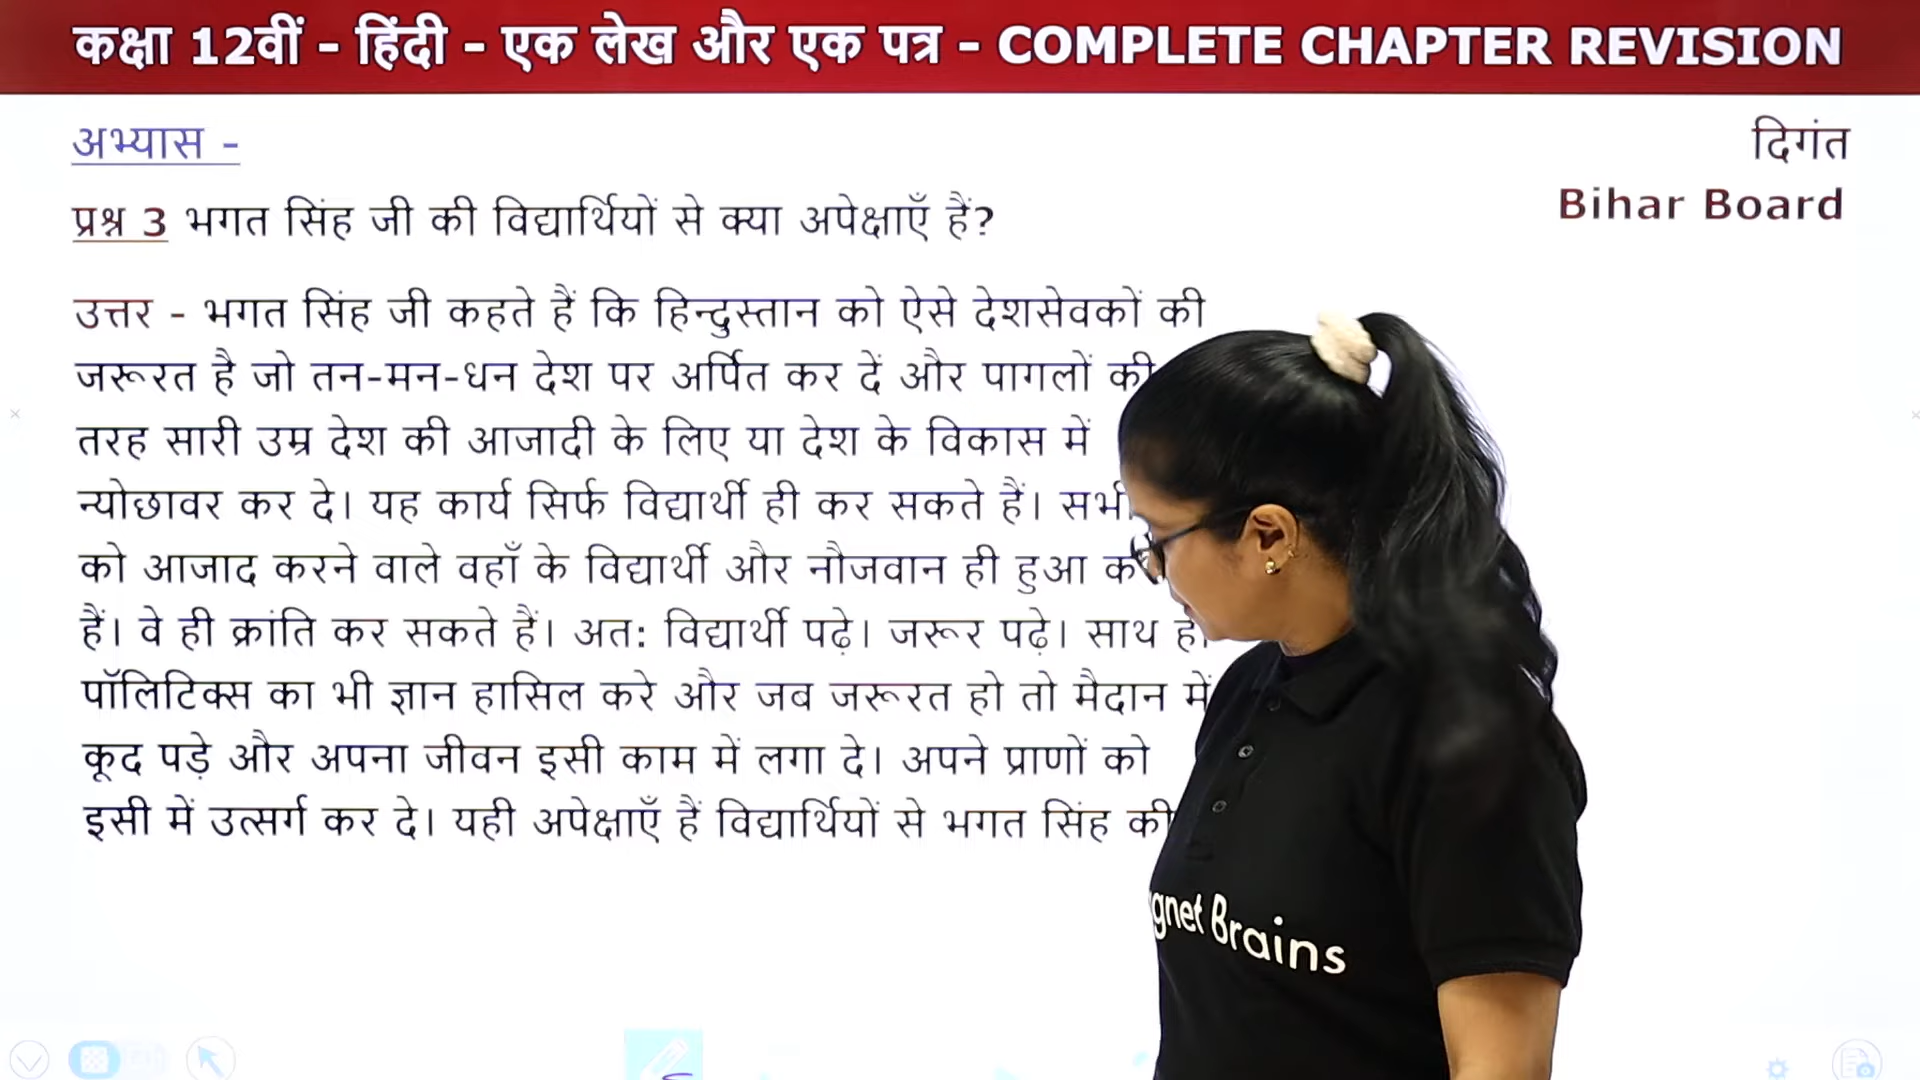 कक्षा 12वीं - हिंदी - एक लेख और एक पत्र - COMPLETE CHAPTER REVISION
अभ्यास -
दिगंत
Bihar Board
प्रश्न 3 भगत सिंह जी की विद्यार्थियों से क्या अपेक्षाएँ हैं?
उत्तर - भगत सिंह जी कहते हैं कि हिन्दुस्तान को ऐसे देशसेवकों की
जरूरत है जो तन-मन-धन देश पर अर्पित कर दें और पागलों की
तरह सारी उम्र देश की आजादी के लिए या देश के विकास में
न्योछावर कर दे। यह कार्य सिर्फ विद्यार्थी ही कर सकते हैं।
को आजाद करने वाले वहाँ के विद्यार्थी और नौजवान ही हुआ
हैं। वे ही क्रांति कर सकते हैं। अत: विद्यार्थी पढ़े। जरूर पढ़े। साथ
पॉलिटिक्स का भी ज्ञान हासिल करे और जब जरूरत हो तो मैदान में
कूद पड़े और अपना जीवन इसी काम में लगा दे। अपने प्राणों को
इसी में उत्सर्ग कर दे। यही अपेक्षाएँ हैं विद्यार्थियों से भगत सिंह की
gnet Brains